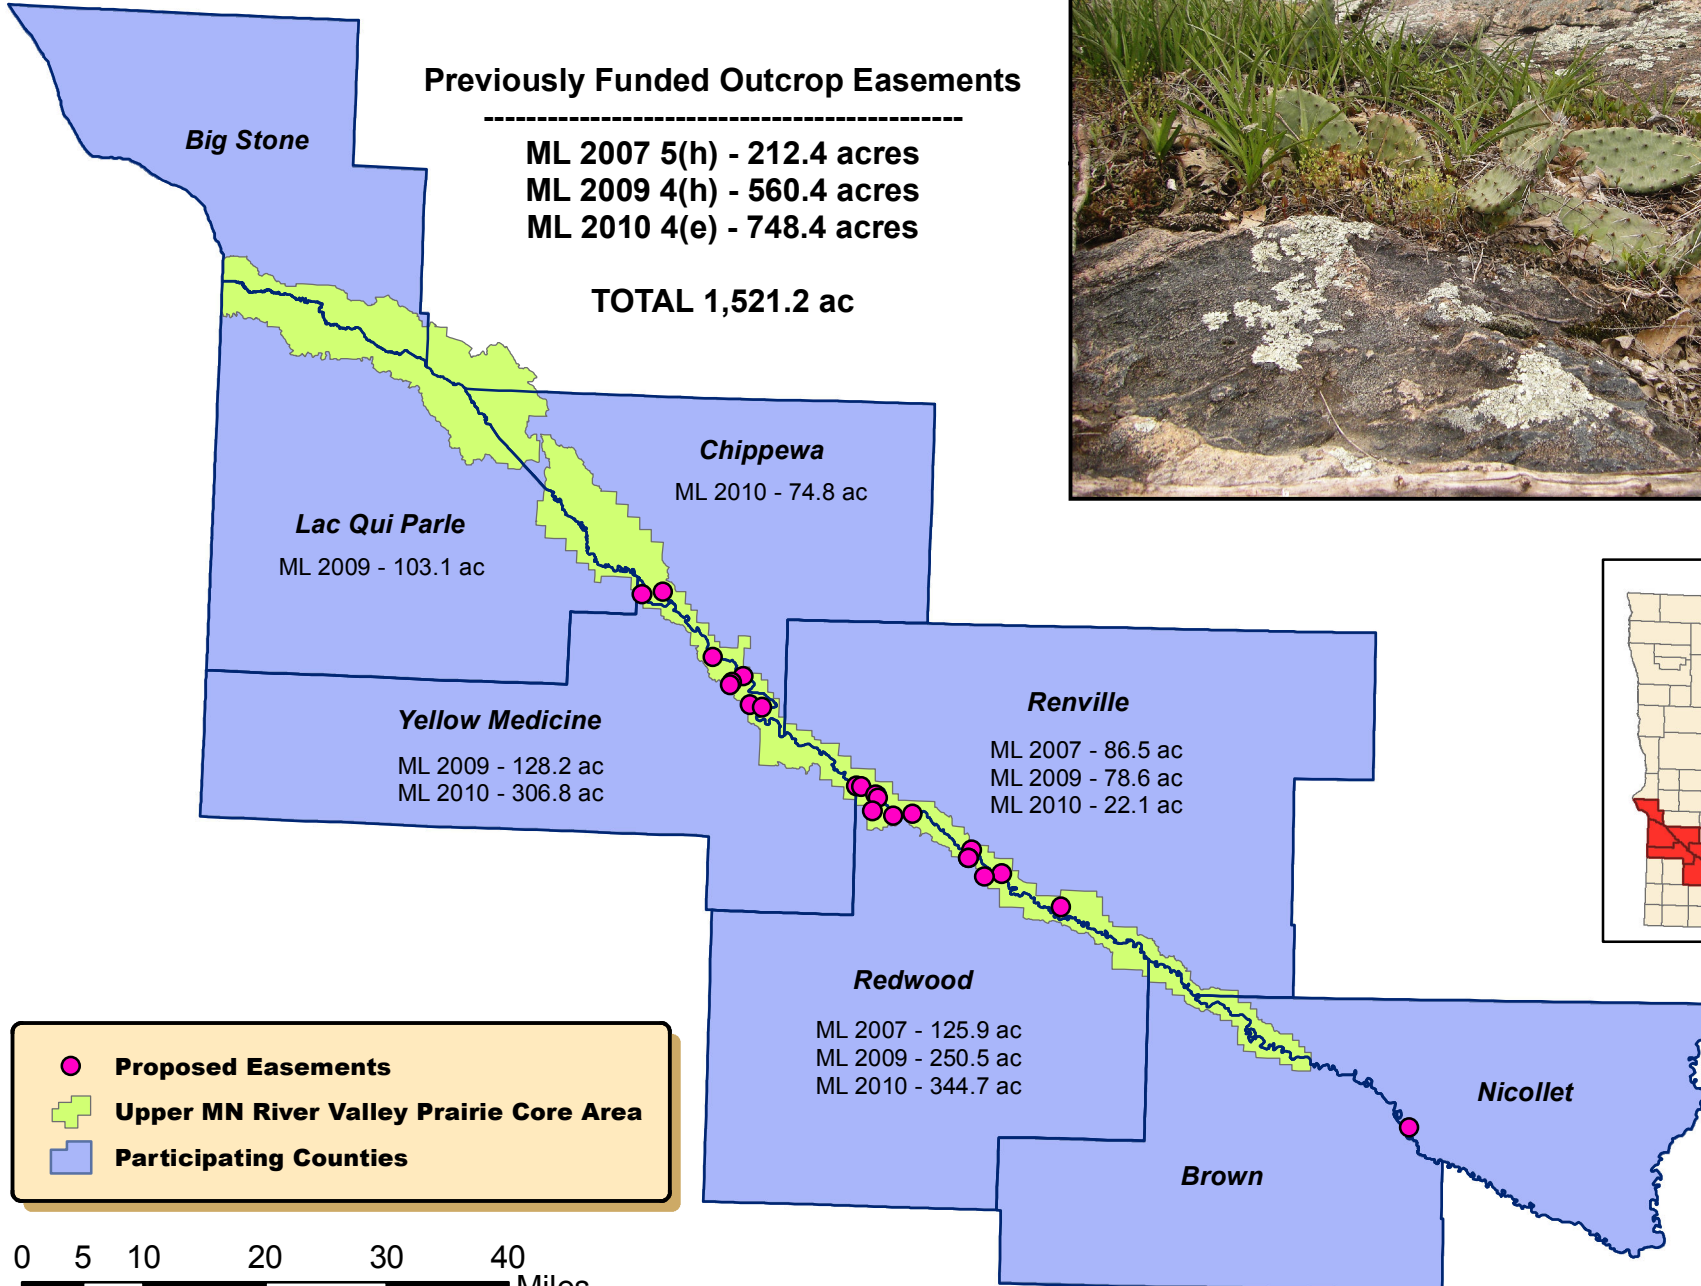 Previously Funded Outcrop Easements
---------------------------------------------
ML 2007 5(h) - 212.4 acres
ML 2009 4(h) - 560.4 acres
ML 2010 4(e) - 748.4 acres
TOTAL 1,521.2 ac
Big Stone
Chippewa
ML 2010 - 74.8 ac
Lac Qui Parle
ML 2009 - 103.1 ac
Yellow Medicine
ML 2009 - 128.2 ac
ML 2010 - 306.8 ac
Renville
ML 2007 - 86.5 ac
ML 2009 - 78.6 ac
ML 2010 - 22.1 ac
Redwood
ML 2007 - 125.9 ac
ML 2009 - 250.5 ac
ML 2010 - 344.7 ac
Nicollet
Brown
Proposed Easements
Upper MN River Valley Prairie Core Area
Participating Counties
0 5 10 20 30 40
Miles